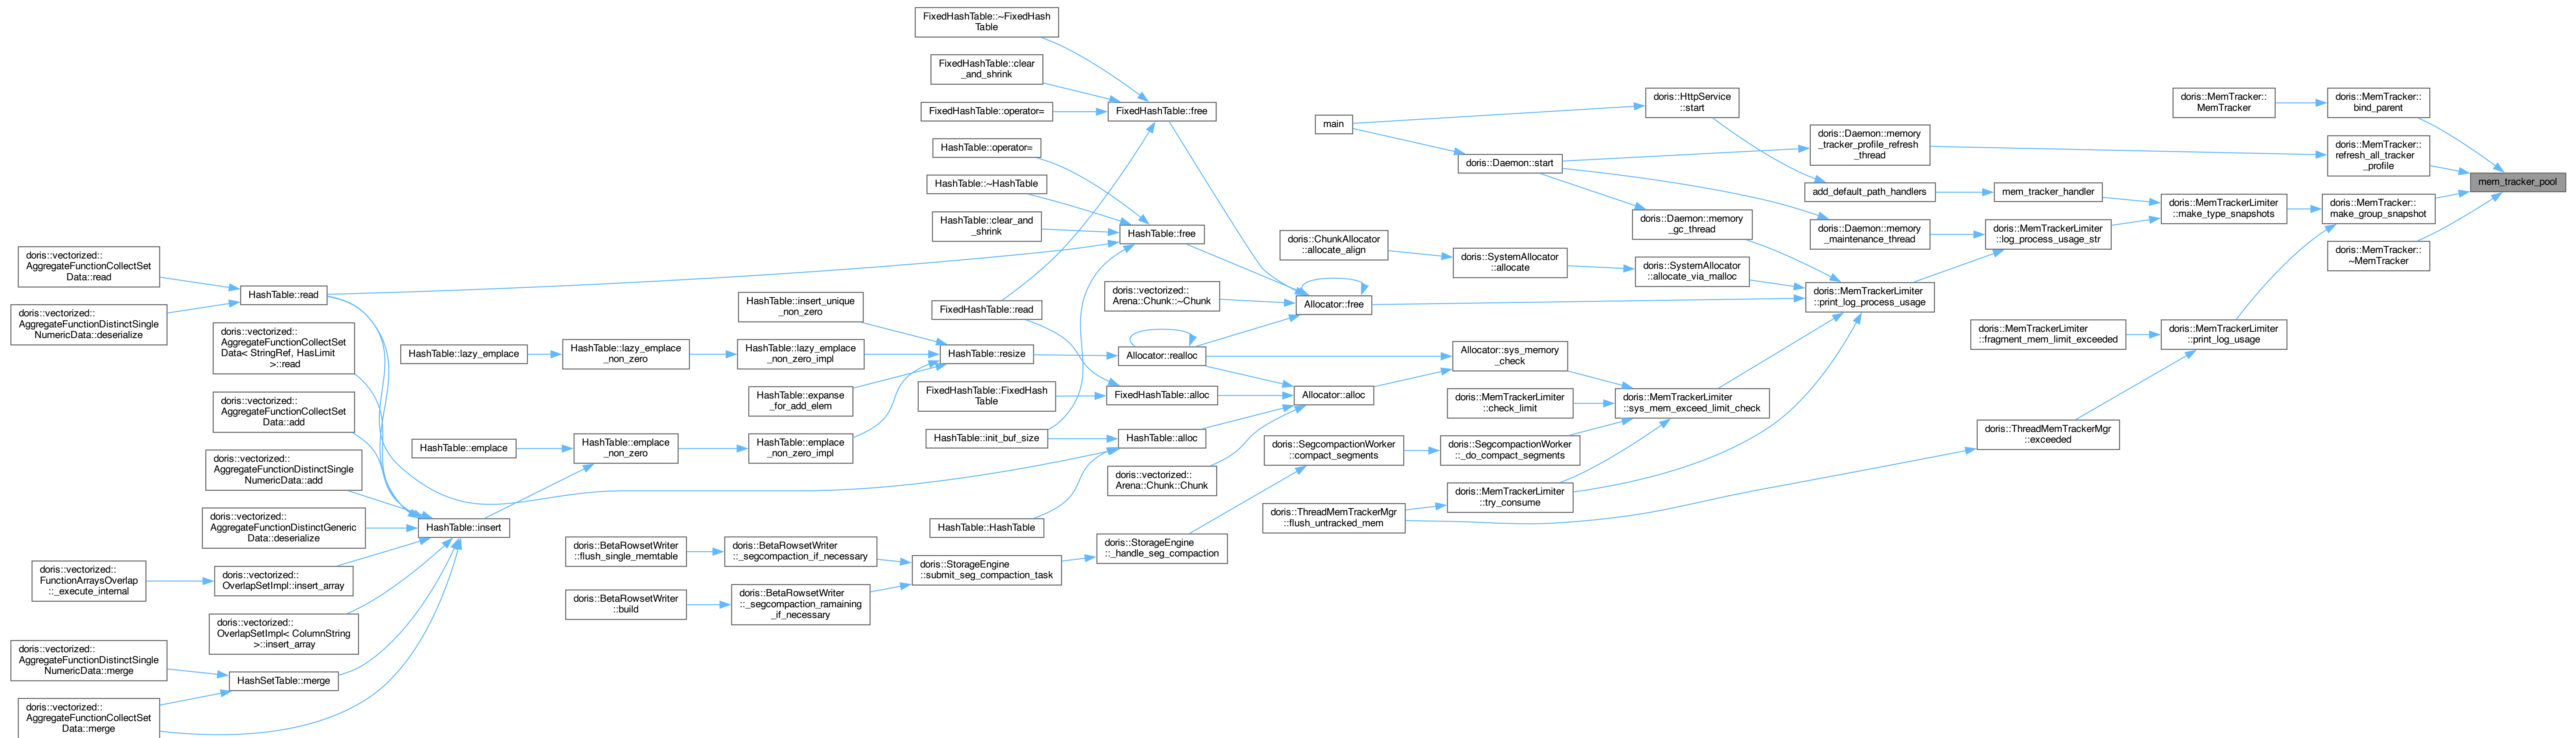 FixedHashTable::~FixedHash
Table
FixedHashTable::clear
_and_shrink
FixedHashTable::operator=
FixedHashTable::free
HashTable::operator=
HashTable::~HashTable
HashTable::clear_and
_shrink
HashTable::free
main
doris::HttpService
::start
doris::Daemon::start
doris::Daemon::memory
_tracker_profile_refresh
_thread
add_default_path_handlers
mem_tracker_handler
doris::Daemon::memory
_gc_thread
doris::Daemon::memory
_maintenance_thread
doris::MemTrackerLimiter
::log_process_usage_str
doris::MemTrackerLimiter
::make_type_snapshots
doris::MemTracker::
MemTracker
doris::MemTracker::
bind_parent
doris::MemTracker::
refresh_all_tracker
_profile
doris::MemTracker::
make_group_snapshot
doris::MemTracker::
~MemTracker
mem_tracker_pool
doris::ChunkAllocator
::allocate_align
doris::SystemAllocator
::allocate
doris::SystemAllocator
::allocate_via_malloc
doris::MemTrackerLimiter
::print_log_process_usage
doris::vectorized::
Arena::Chunk::~Chunk
Allocator::free
doris::vectorized::
AggregateFunctionCollectSet
Data::read
doris::vectorized::
AggregateFunctionDistinctSingle
NumericData::deserialize
HashTable::read
doris::vectorized::
AggregateFunctionCollectSet
Data< StringRef, HasLimit
>::read
doris::vectorized::
AggregateFunctionCollectSet
Data::add
doris::vectorized::
AggregateFunctionDistinctSingle
NumericData::add
doris::vectorized::
AggregateFunctionDistinctGeneric
Data::deserialize
doris::vectorized::
FunctionArraysOverlap
::_execute_internal
doris::vectorized::
OverlapSetImpl::insert_array
doris::vectorized::
OverlapSetImpl< ColumnString
>::insert_array
doris::vectorized::
AggregateFunctionDistinctSingle
NumericData::merge
HashSetTable::merge
doris::vectorized::
AggregateFunctionCollectSet
Data::merge
HashTable::lazy_emplace
HashTable::lazy_emplace
_non_zero
HashTable::insert_unique
_non_zero
HashTable::lazy_emplace
_non_zero_impl
HashTable::expanse
_for_add_elem
HashTable::emplace
HashTable::emplace
_non_zero
HashTable::emplace
_non_zero_impl
HashTable::insert
FixedHashTable::read
HashTable::resize
FixedHashTable::FixedHash
Table
HashTable::init_buf_size
HashTable::HashTable
Allocator::realloc
FixedHashTable::alloc
HashTable::alloc
doris::vectorized::
Arena::Chunk::Chunk
Allocator::alloc
Allocator::sys_memory
_check
doris::MemTrackerLimiter
::check_limit
doris::MemTrackerLimiter
::sys_mem_exceed_limit_check
doris::SegcompactionWorker
::compact_segments
doris::SegcompactionWorker
::_do_compact_segments
doris::MemTrackerLimiter
::try_consume
doris::ThreadMemTrackerMgr
::flush_untracked_mem
doris::MemTrackerLimiter
::fragment_mem_limit_exceeded
doris::MemTrackerLimiter
::print_log_usage
doris::ThreadMemTrackerMgr
::exceeded
doris::BetaRowsetWriter
::flush_single_memtable
doris::BetaRowsetWriter
::_segcompaction_if_necessary
doris::BetaRowsetWriter
::build
doris::BetaRowsetWriter
::_segcompaction_ramaining
_if_necessary
doris::StorageEngine
::submit_seg_compaction_task
doris::StorageEngine
::_handle_seg_compaction